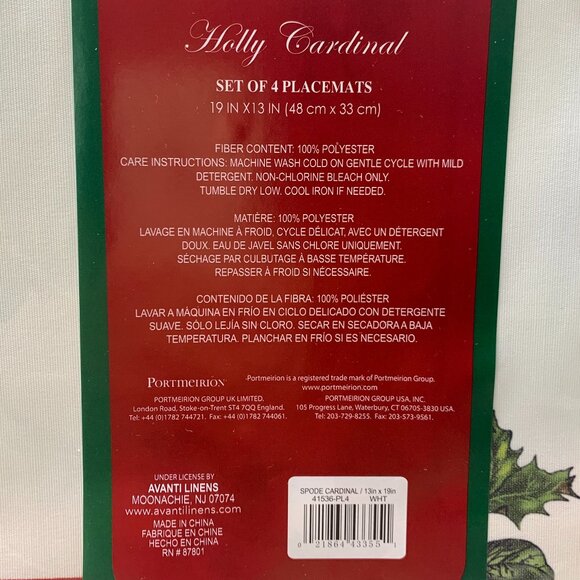 Holly Cardinal
SET OF 4 PLACEMATS
19 IN X13 IN (48 cm x 33 cm)
FIBER CONTENT: 100% POLYESTER
CARE INSTRUCTIONS: MACHINE WASH COLD ON GENTLE CYCLE WITH MILD
DETERGENT. NON-CHLORINE BLEACH ONLY.
TUMBLE DRY LOW. COOL IRON IF NEEDED.
MATIÈRE: 100% POLYESTER
LAVAGE EN MACHINE À FROID, CYCLE DÉLICAT, AVEC UN DÉTERGENT
DOUX. EAU DE JAVEL SANS CHLORE UNIQUEMENT.
SÉCHAGE PAR CULBUTAGE À BASSE TEMPÉRATURE.
REPASSER À FROID SI NÉCESSAIRE.
CONTENIDO DE LA FIBRA: 100% POLIÉSTER
LAVAR A MÁQUINA EN FRÍO EN CICLO DELICADO CON DETERGENTE
SUAVE. SÓLO LEJÍA SIN CLORO. SECAR EN SECADORA A BAJA
TEMPERATURA. PLANCHAR EN FRÍO SI ES NECESARIO.
PORTMEIRION
-Portmeirion is a registered trade mark of Portmeirion Group.
www.portmeirion.com
PORTMEIRION GROUP UK LIMITED.
London Road, Stoke-on-Trent ST4 7QQ England.
Tel: +44 (0)1782 744721. Fax: +44 (0)1782 744061.
PORTMEIRION GROUP USA, INC.
105 Progress Lane, Waterbury, CT 06705-3830 USA.
Tel: 203-729-8255. Fax: 203-573-9561.
UNDER LICENSE BY
AVANTI LINENS
MOONACHIE, NJ 07074
www.avantilinens.com
MADE IN CHINA
FABRIQUE EN CHINE
HECHO EN CHINA
RN # 87801
SPODE CARDINAL / 13in x 19in
41536-PL4 WHT
0 21864 43355 1